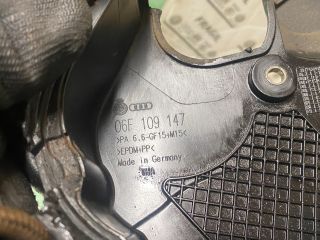 06F 109 147
>PA 6.6-GF15+M15<
>EPDM+PP<
Made in Germany